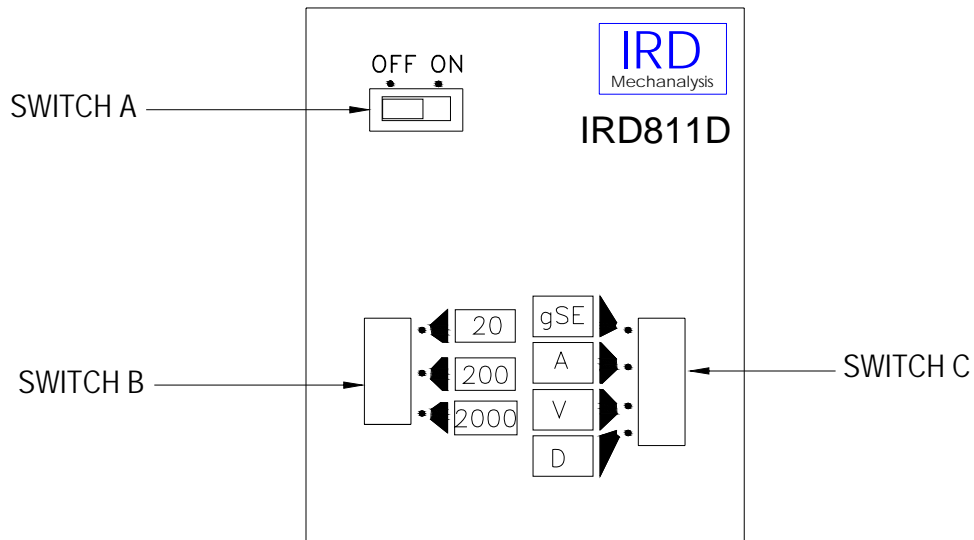 IRD
Mechanalysis
OFF ON
SWITCH A
IRD811D
20
gSE
200
A
2000
V
D
SWITCH B
SWITCH C